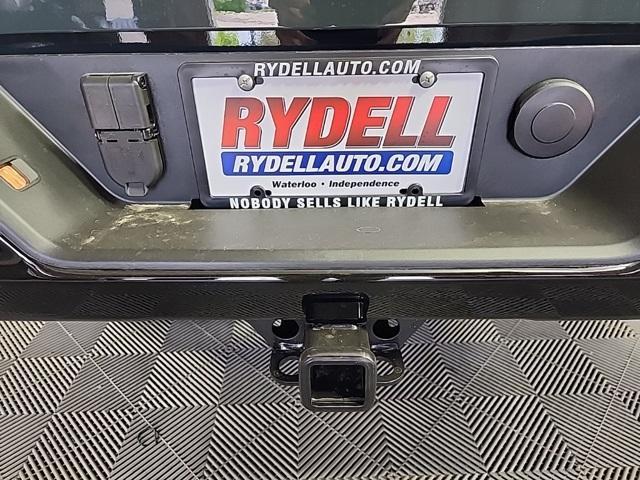 RYDELLAUTO.COM
RYDELL
RYDELLAUTO.COM
Waterloo • Independence
NOBODY SELLS LIKE RYDELL